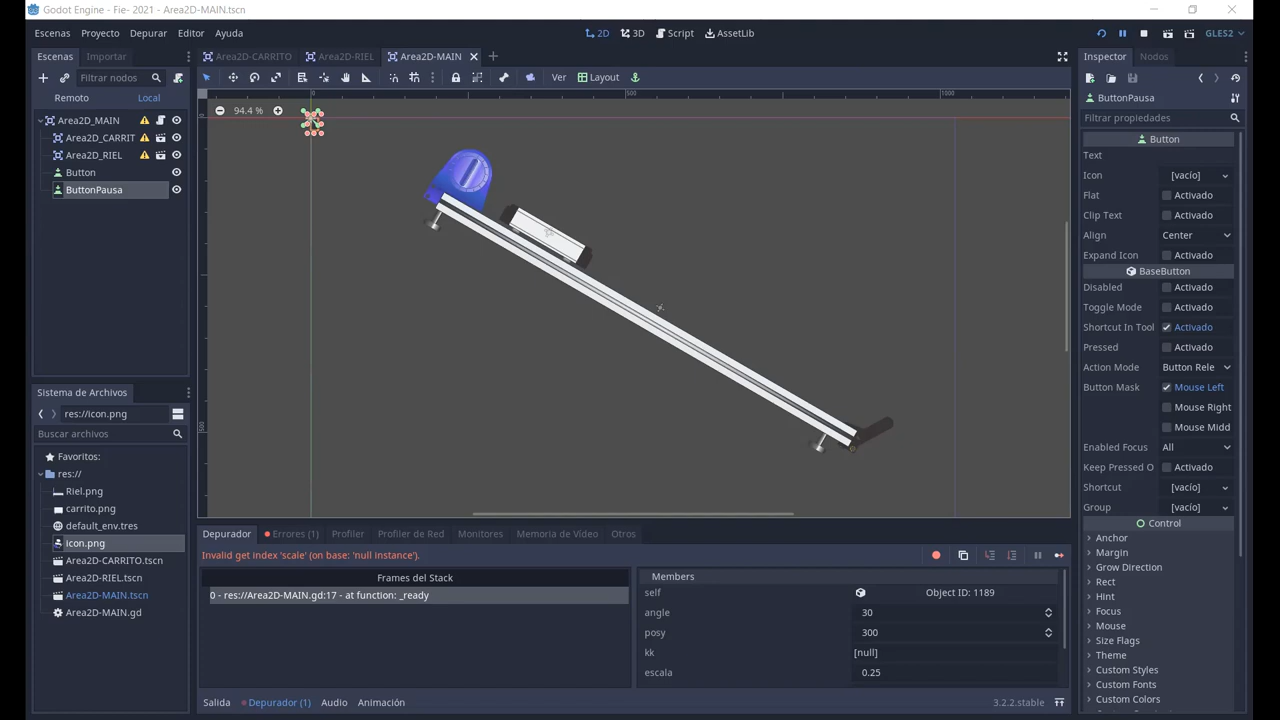 Godot Engine - Fie- 2021 - Area2D-MAIN.tscn
Escenas Proyecto Depurar Editor Ayuda
2D 3D Script AssetLib
GLES2
Escenas Importar
Area2D-CARRITO Area2D-RIEL Area2D-MAIN
Inspector Nodos
Filtrar nodos
Ver Layout
Remoto Local
94.4 %
0 500 1000
500
ButtonPausa
Filtrar propiedades
Area2D_MAIN
Area2D_CARRIT
Area2D_RIEL
Button
ButtonPausa
Button
Text
Icon [vacío]
Flat Activado
Clip Text Activado
Align Center
Expand Icon Activado
BaseButton
Disabled Activado
Toggle Mode Activado
Shortcut In Tool Activado
Pressed Activado
Action Mode Button Rele
Button Mask Mouse Left
Mouse Right
Mouse Midd
Enabled Focus All
Keep Pressed O Activado
Shortcut [vacío]
Group [vacío]
Control
Anchor
Margin
Grow Direction
Rect
Hint
Focus
Mouse
Size Flags
Theme
Custom Styles
Custom Fonts
Custom Colors
Sistema de Archivos
res://icon.png
Buscar archivos
Favoritos:
res://
Riel.png
carrito.png
default_env.tres
icon.png
Area2D-CARRITO.tscn
Area2D-RIEL.tscn
Area2D-MAIN.tscn
Area2D-MAIN.gd
Depurador Errores (1) Profiler Profiler de Red Monitores Memoria de Vídeo Otros
Invalid get index 'scale' (on base: 'null instance').
Frames del Stack
0 - res://Area2D-MAIN.gd:17 - at function: _ready
Members
self Object ID: 1189
angle 30
posy 300
kk [null]
escala 0.25
Salida Depurador (1) Audio Animación
3.2.2.stable